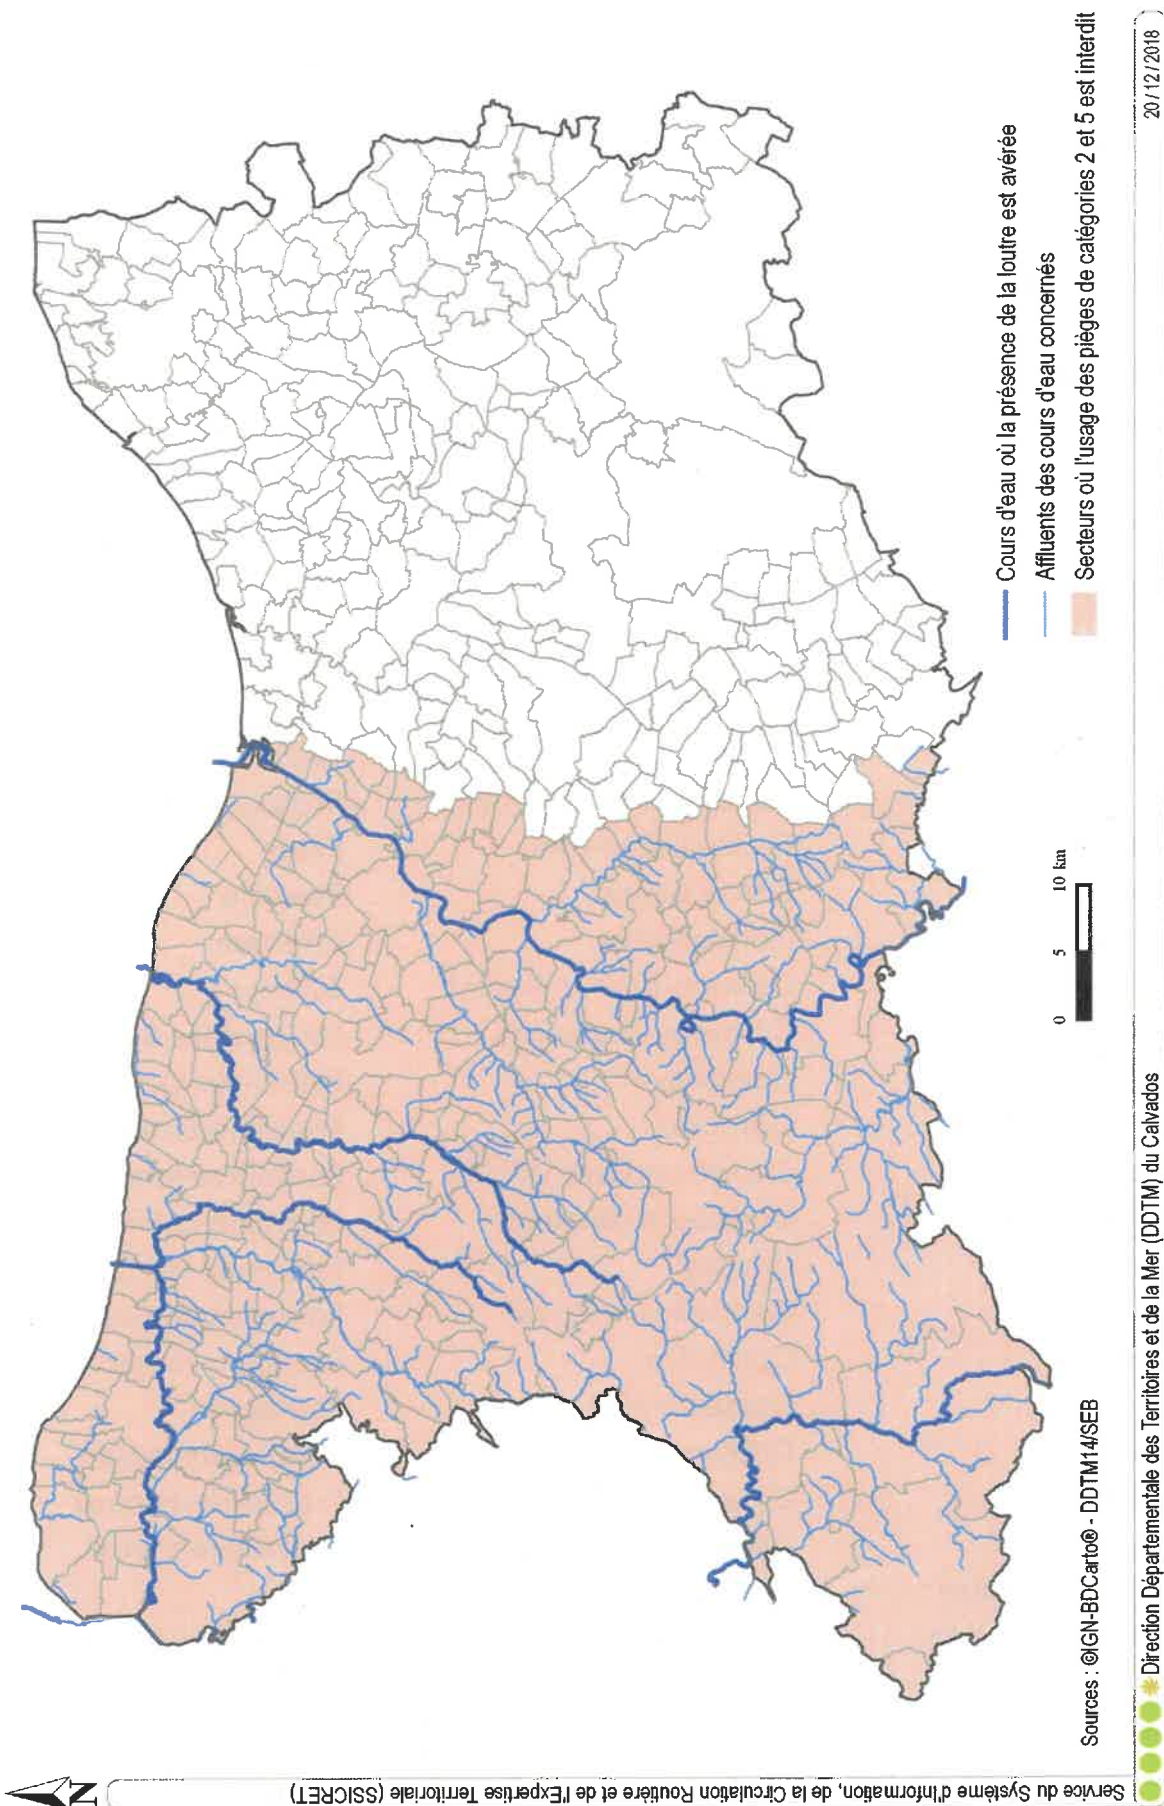 N
Service du Système d'Information, de la Circulation Routière et de l'Expertise Territoriale (SSICRET)
Cours d'eau où la présence de la loutre est avérée
Affluents des cours d'eau concernés
Secteurs où l'usage des pièges de catégories 2 et 5 est interdit
0 5 10 km
Sources : ©IGN-BDCarto® - DDTM14/SEB
Direction Départementale des Territoires et de la Mer (DDTM) du Calvados
20/12/2018